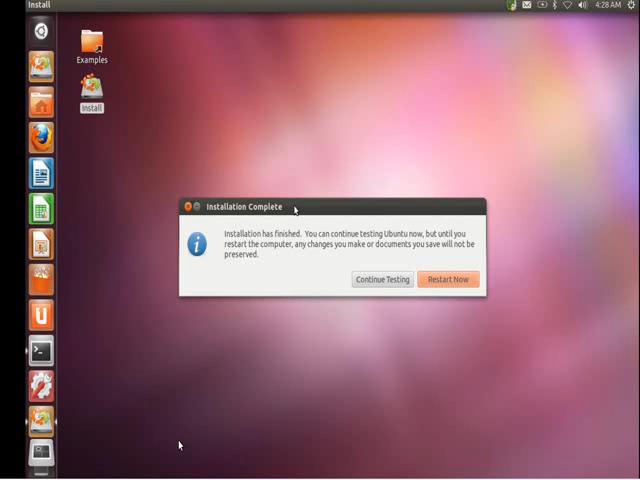 Install
4:28 AM
Examples
Install
Installation Complete
Installation has finished. You can continue testing Ubuntu now, but until you
restart the computer, any changes you make or documents you save will not be
preserved.
Continue Testing
Restart Now